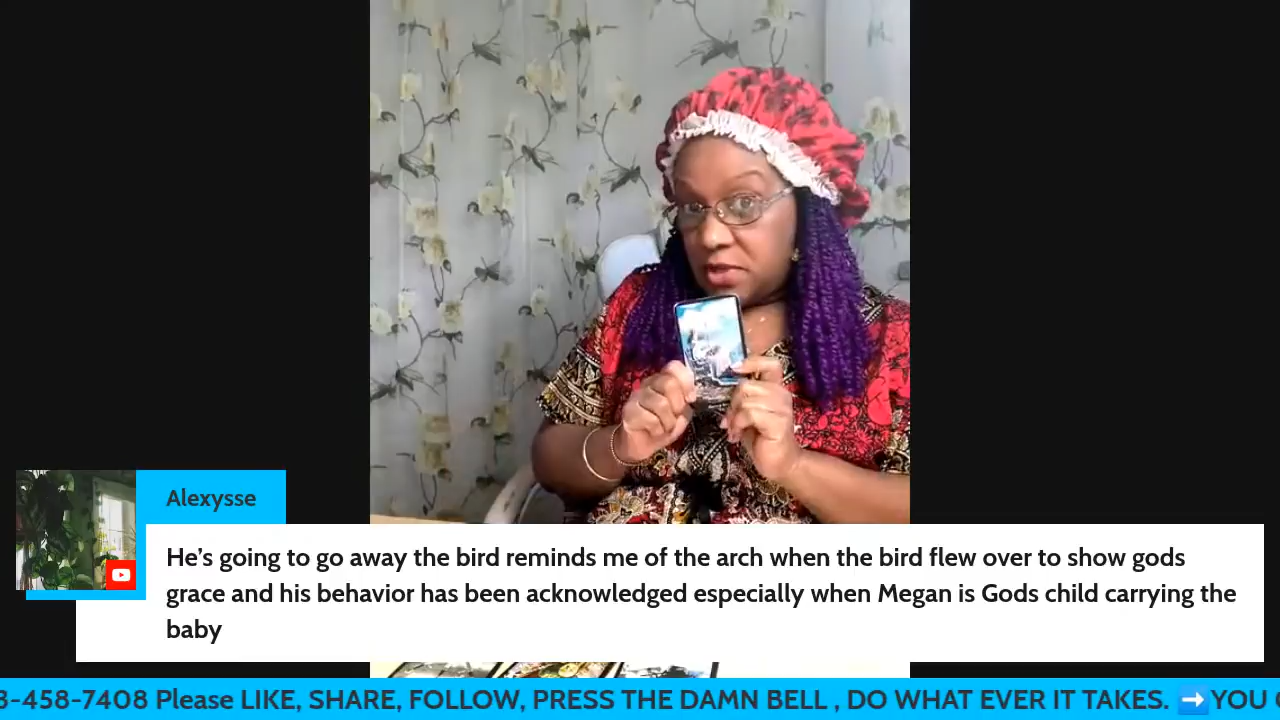 Alexysse
He's going to go away the bird reminds me of the arch when the bird flew over to show gods
grace and his behavior has been acknowledged especially when Megan is Gods child carrying the
baby
8-458-7408 Please LIKE, SHARE, FOLLOW, PRESS THE DAMN BELL , DO WHAT EVER IT TAKES. ➡️YOU